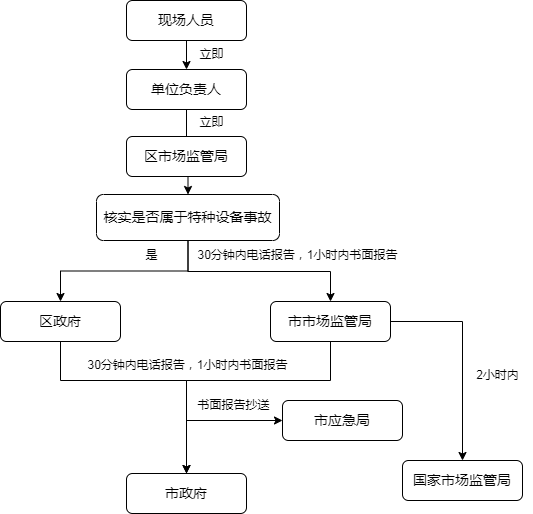 现场人员
立即
单位负责人
立即
区市场监管局
核实是否属于特种设备事故
是
30分钟内电话报告，1小时内书面报告
区政府
市市场监管局
30分钟内电话报告，1小时内书面报告
2小时内
书面报告抄送
市应急局
国家市场监管局
市政府